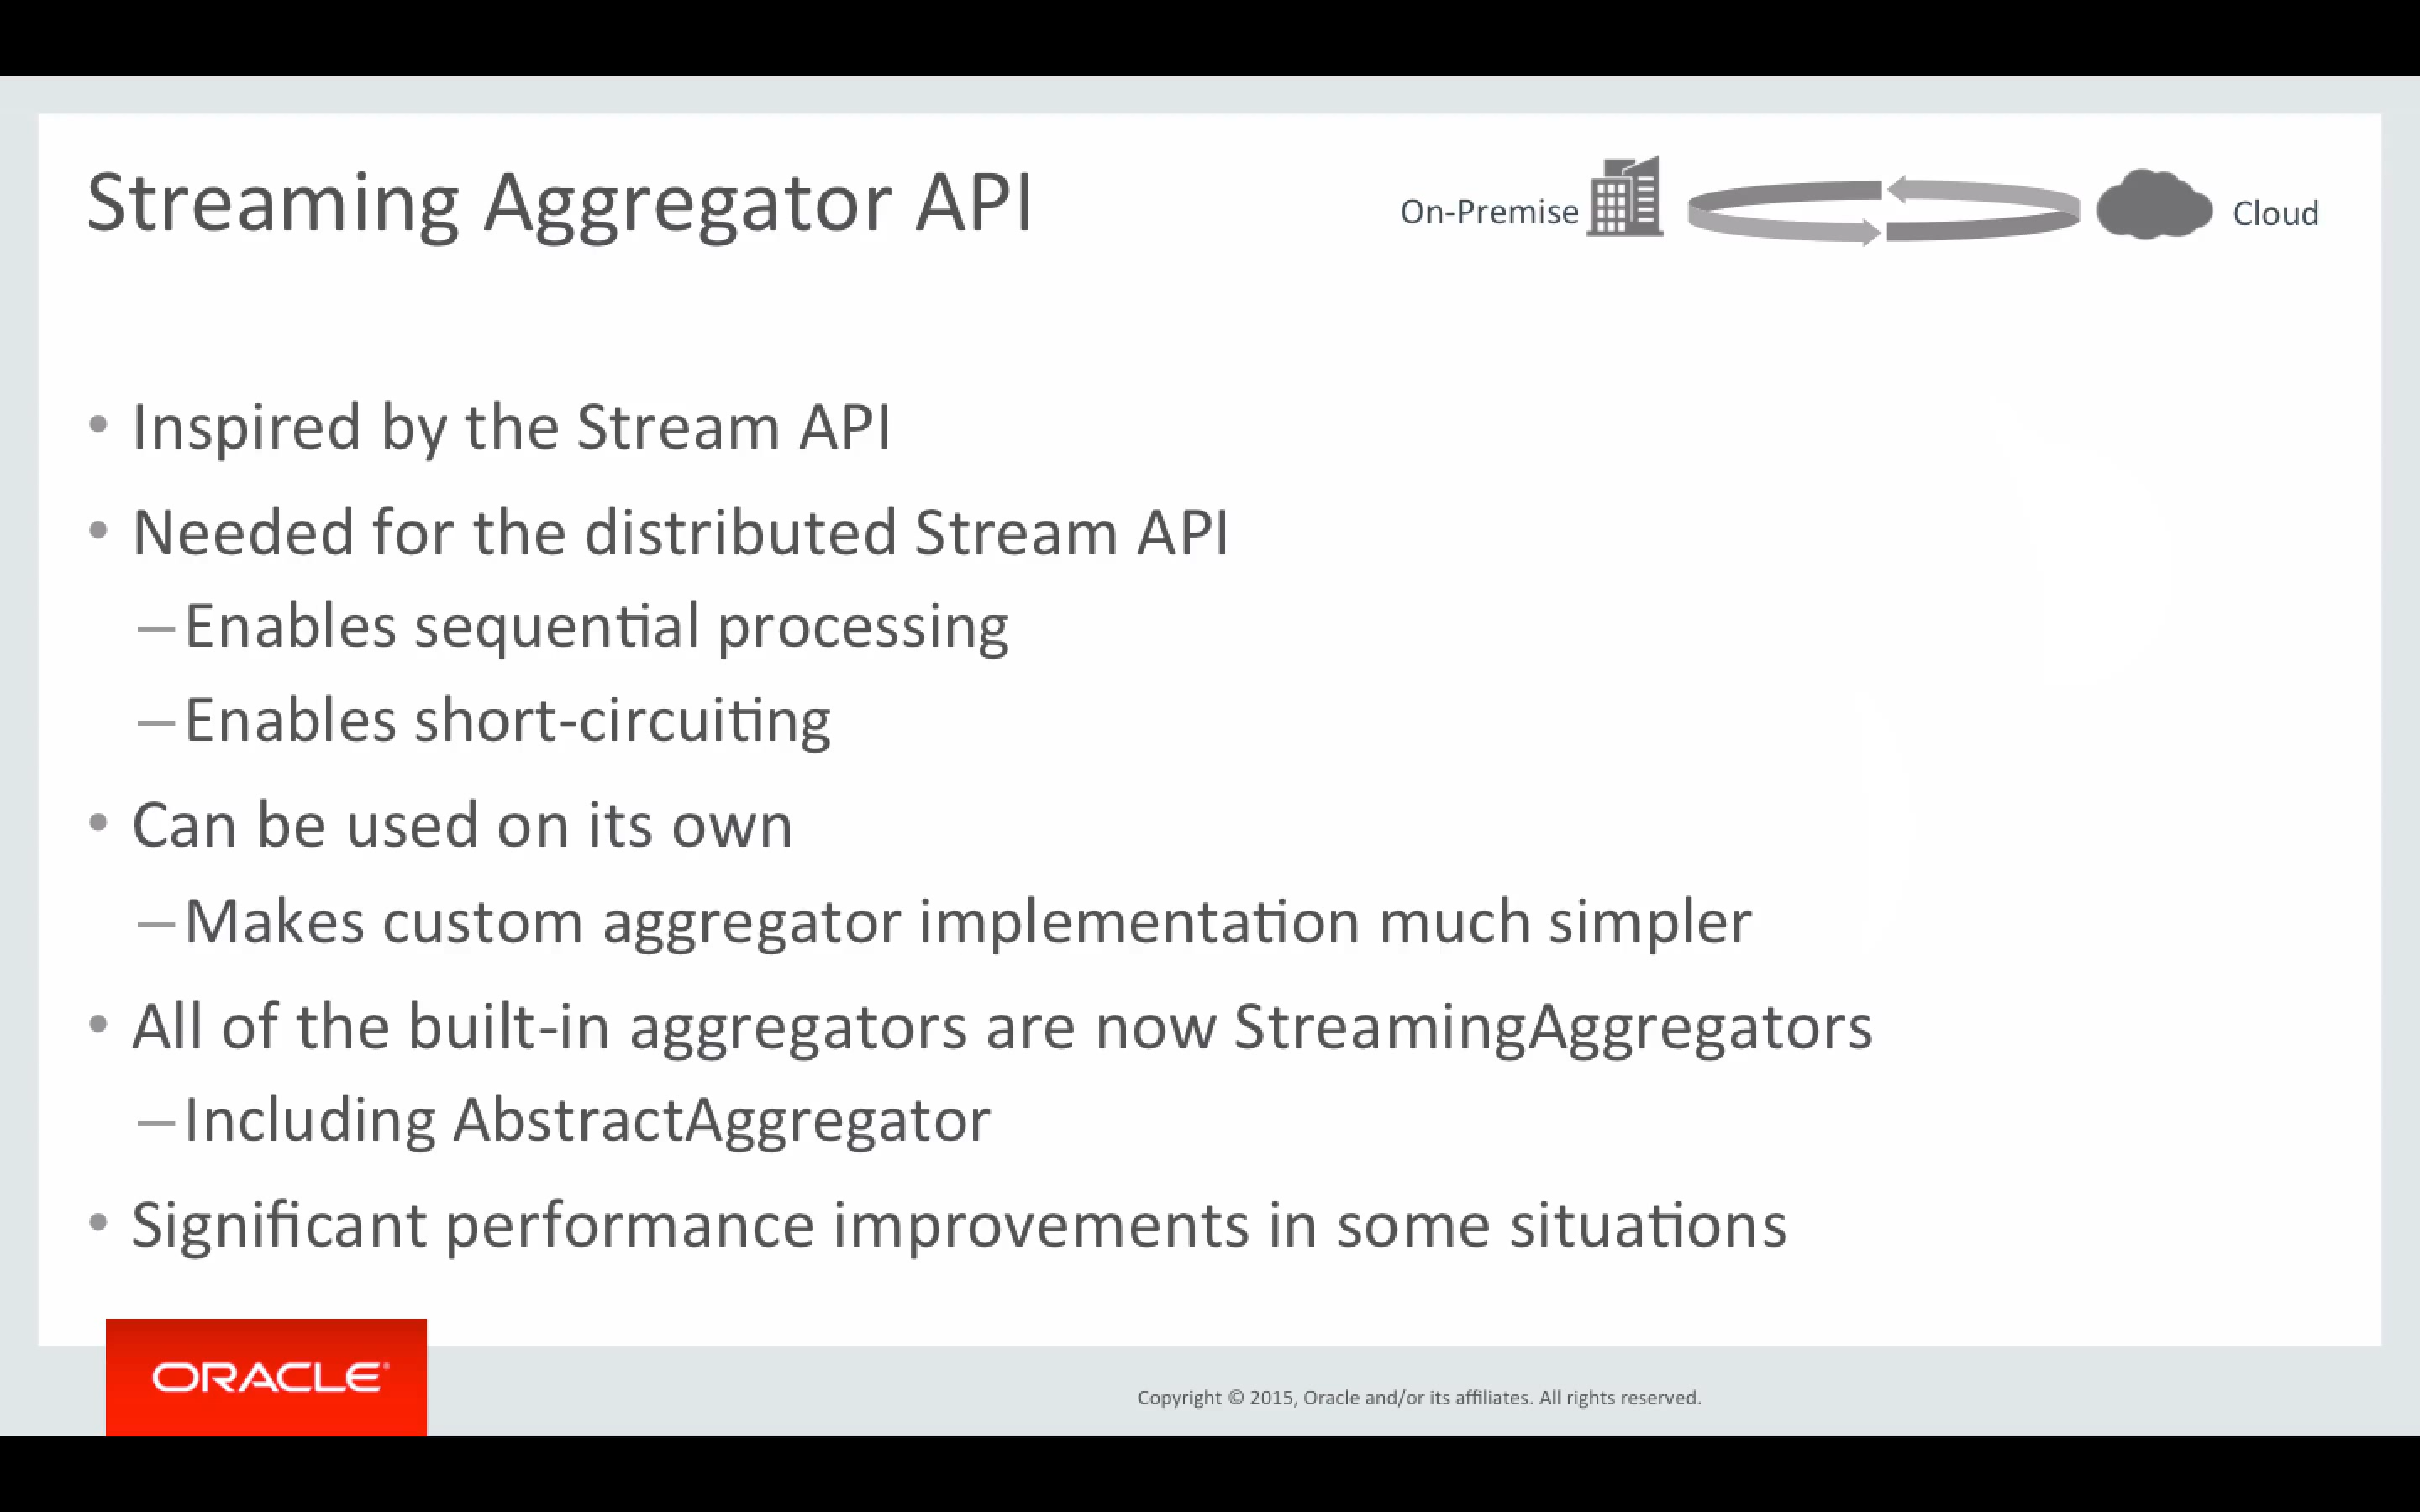 Streaming Aggregator API
On-Premise
Cloud
• Inspired by the Stream API
• Needed for the distributed Stream API
– Enables sequential processing
– Enables short-circuiting
• Can be used on its own
– Makes custom aggregator implementation much simpler
• All of the built-in aggregators are now StreamingAggregators
– Including AbstractAggregator
• Significant performance improvements in some situations
ORACLE®
Copyright © 2015, Oracle and/or its affiliates. All rights reserved.